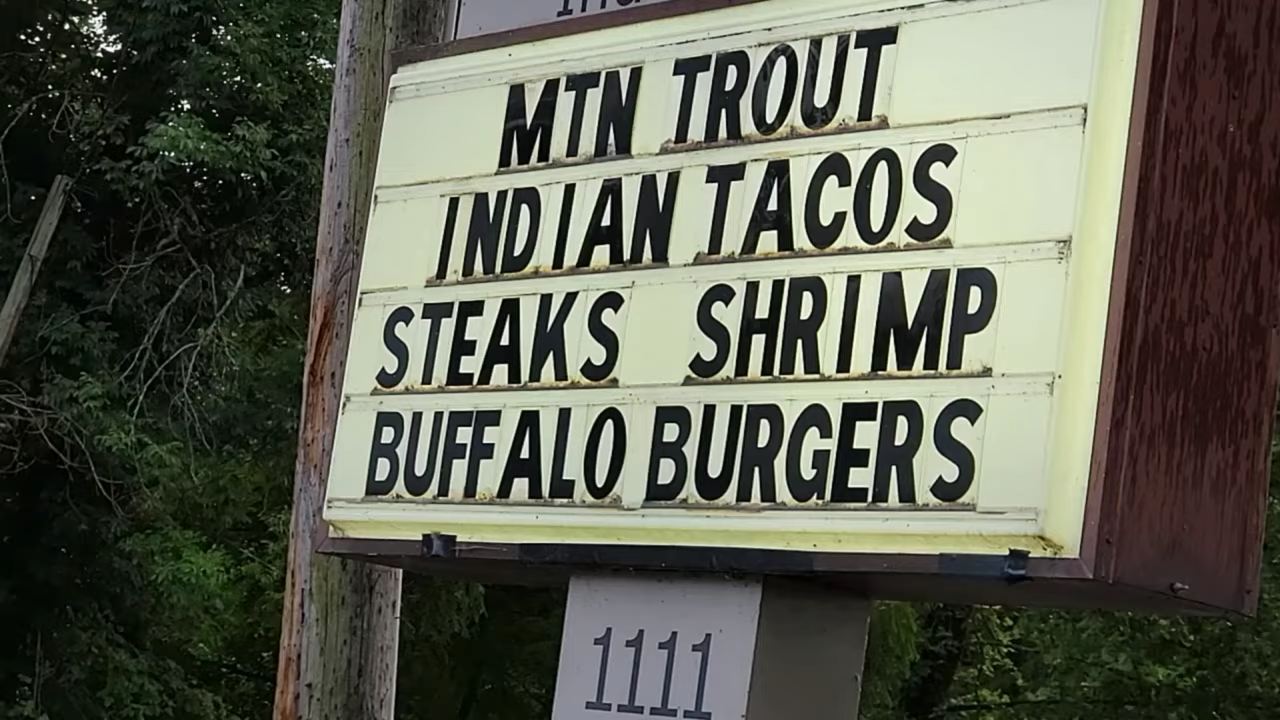 MTN TROUT
INDIAN TACOS
STEAKS SHRIMP
BUFFALO BURGERS
1111